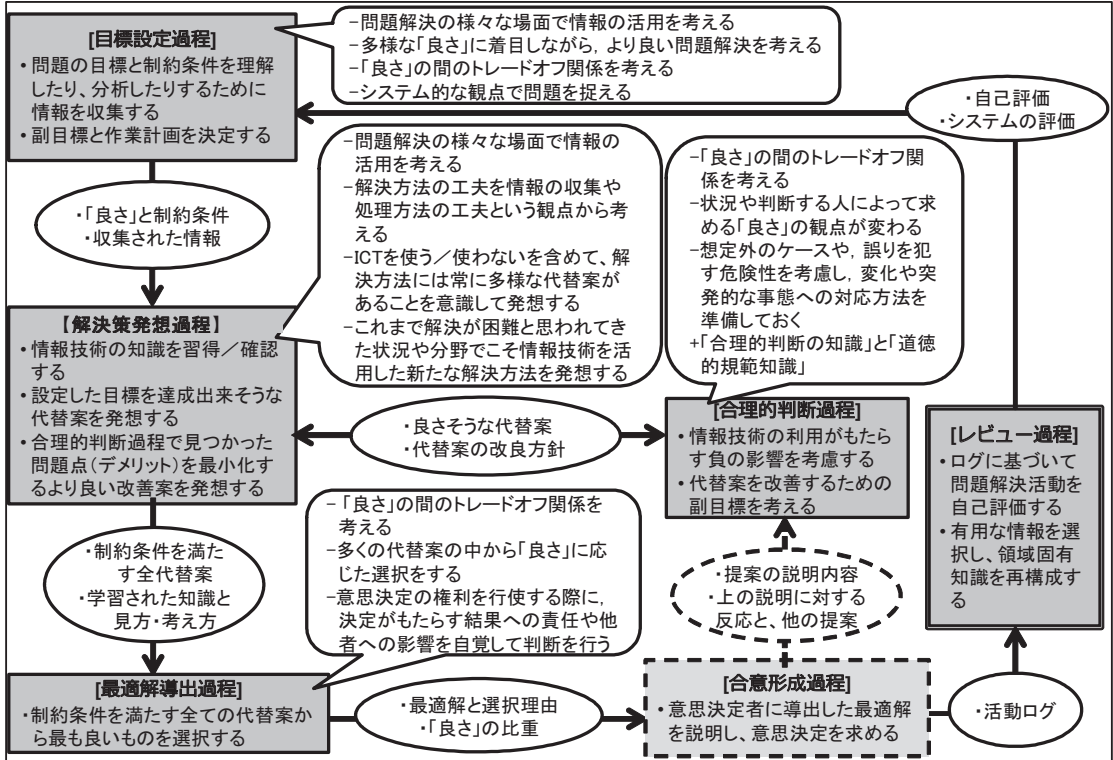 [目標設定過程]
・問題の目標と制約条件を理解
したり、分析したりするために
情報を収集する
・副目標と作業計画を決定する
−問題解決の様々な場面で情報の活用を考える
−多様な「良さ」に着目しながら，より良い問題解決を考える
−「良さ」の間のトレードオフ関係を考える
−システム的な観点で問題を捉える
・自己評価
・システムの評価
・「良さ」と制約条件
・収集された情報
−問題解決の様々な場面で情報の
活用を考える
−解決方法の工夫を情報の収集や
処理方法の工夫という観点から考
える
−ICTを使う／使わないを含めて、解
決方法には常に多様な代替案が
あることを意識して発想する
−これまで解決が困難と思われてき
た状況や分野でこそ情報技術を活
用した新たな解決方法を発想する
−「良さ」の間のトレードオフ関
係を考える
−状況や判断する人によって求
める「良さ」の観点が変わる
−想定外のケースや，誤りを犯
す危険性を考慮し，変化や突
発的な事態への対応方法を
準備しておく
+「合理的判断の知識」と「道徳
的規範知識」
【解決策発想過程】
・情報技術の知識を習得／確認
する
・設定した目標を達成出来そうな
代替案を発想する
・合理的判断過程で見つかった
問題点（デメリット）を最小化す
るより良い改善案を発想する
・良さそうな代替案
・代替案の改良方針
[合理的判断過程]
・情報技術の利用がもたら
す負の影響を考慮する
・代替案を改善するための
副目標を考える
[レビュー過程]
・ログに基づいて
問題解決活動を
自己評価する
・有用な情報を選
択し、領域固有
知識を再構成す
る
・制約条件を満た
す全代替案
・学習された知識と
見方・考え方
−「良さ」の間のトレードオフ関係を
考える
−多くの代替案の中から「良さ」に応
じた選択をする
−意思決定の権利を行使する際に，
決定がもたらす結果への責任や他
者への影響を自覚して判断を行う
・提案の説明内容
・上の説明に対する
反応と、他の提案
[最適解導出過程]
・制約条件を満たす全ての代替案か
ら最も良いものを選択する
・最適解と選択理由
・「良さ」の比重
[合意形成過程]
・意思決定者に導出した最適解
を説明し、意思決定を求める
・活動ログ